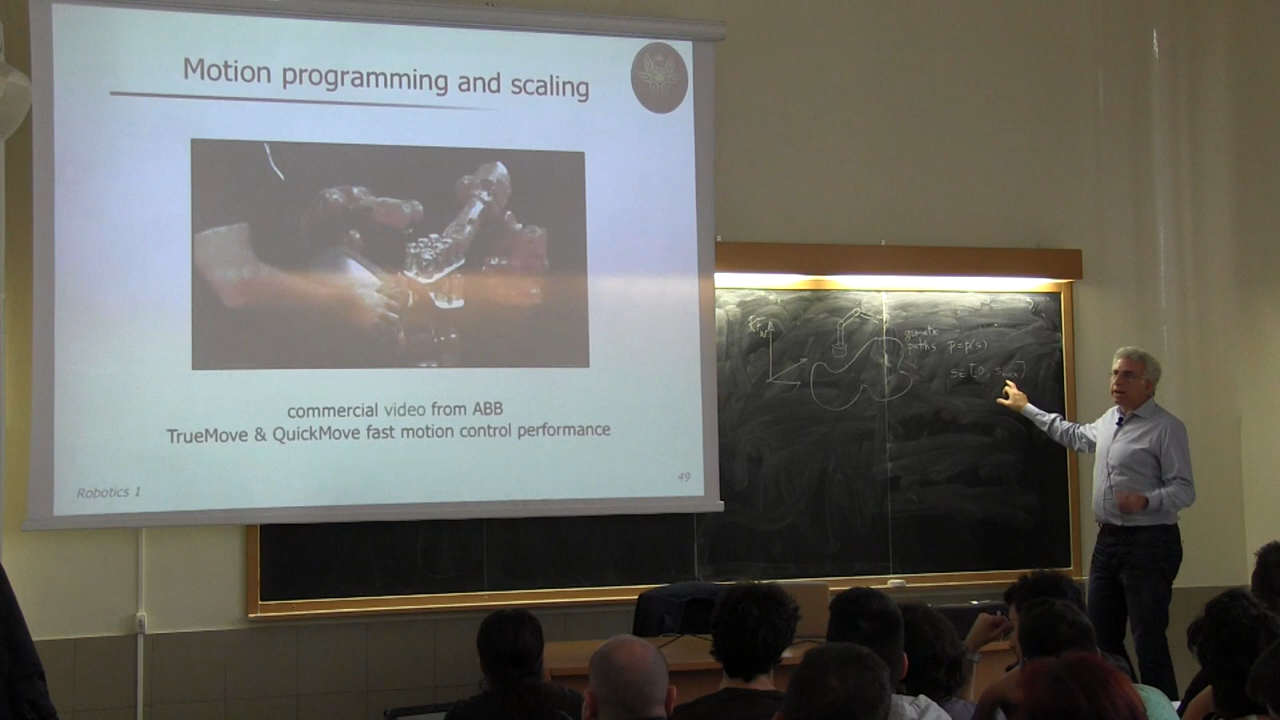 Motion programming and scaling
commercial video from ABB
TrueMove & QuickMove fast motion control performance
Robotics 1
49
paths p=p(s)